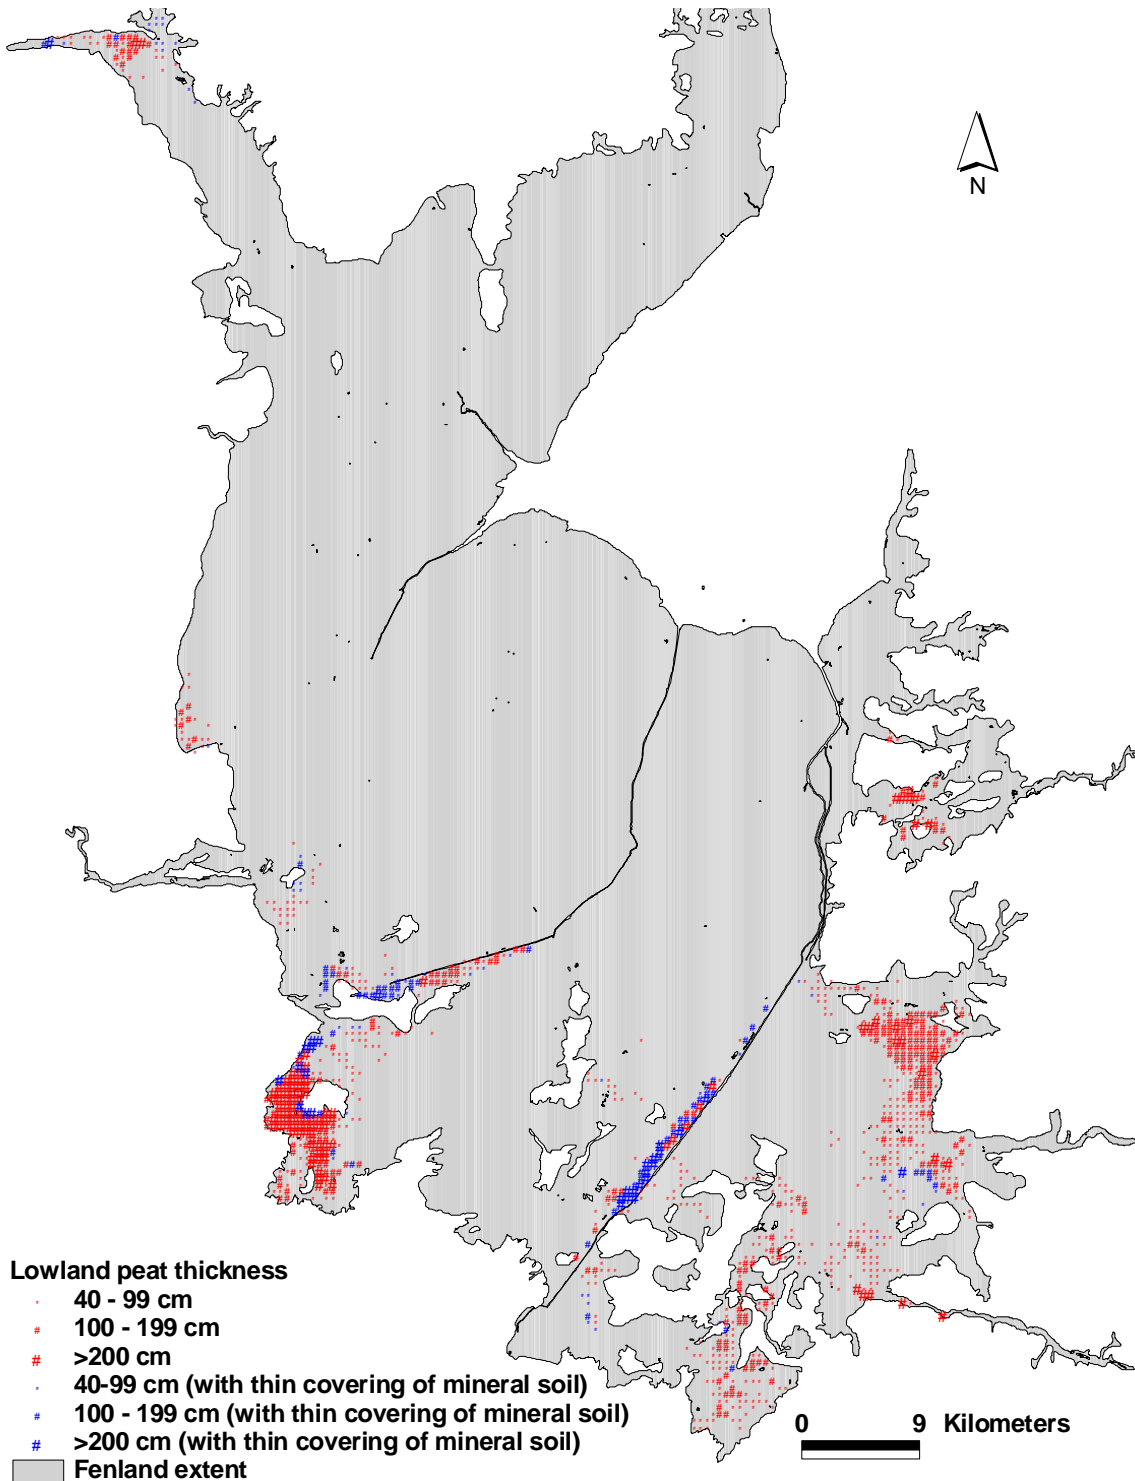 N
Lowland peat thickness
40 - 99 cm
# 100 - 199 cm
# >200 cm
40-99 cm (with thin covering of mineral soil)
# 100 - 199 cm (with thin covering of mineral soil)
# >200 cm (with thin covering of mineral soil)
Fenland extent
0 9 Kilometers